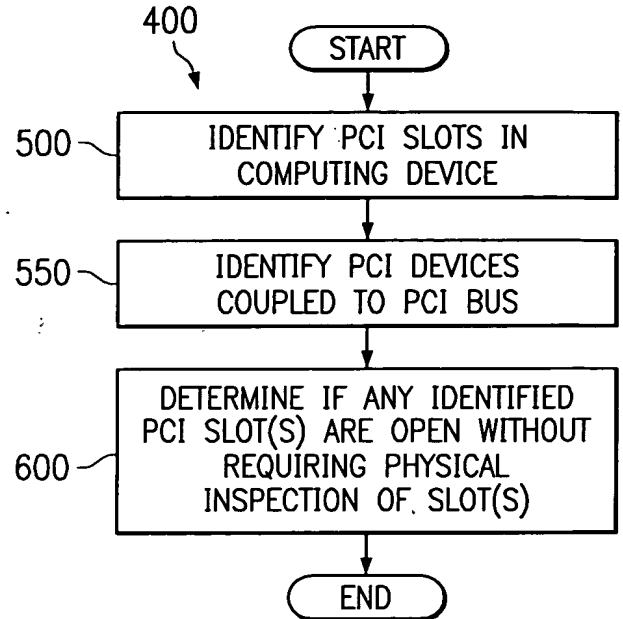 400
START
500
IDENTIFY PCI SLOTS IN
COMPUTING DEVICE
550
IDENTIFY PCI DEVICES
COUPLED TO PCI BUS
600
DETERMINE IF ANY IDENTIFIED
PCI SLOT(S) ARE OPEN WITHOUT
REQUIRING PHYSICAL
INSPECTION OF SLOT(S)
END